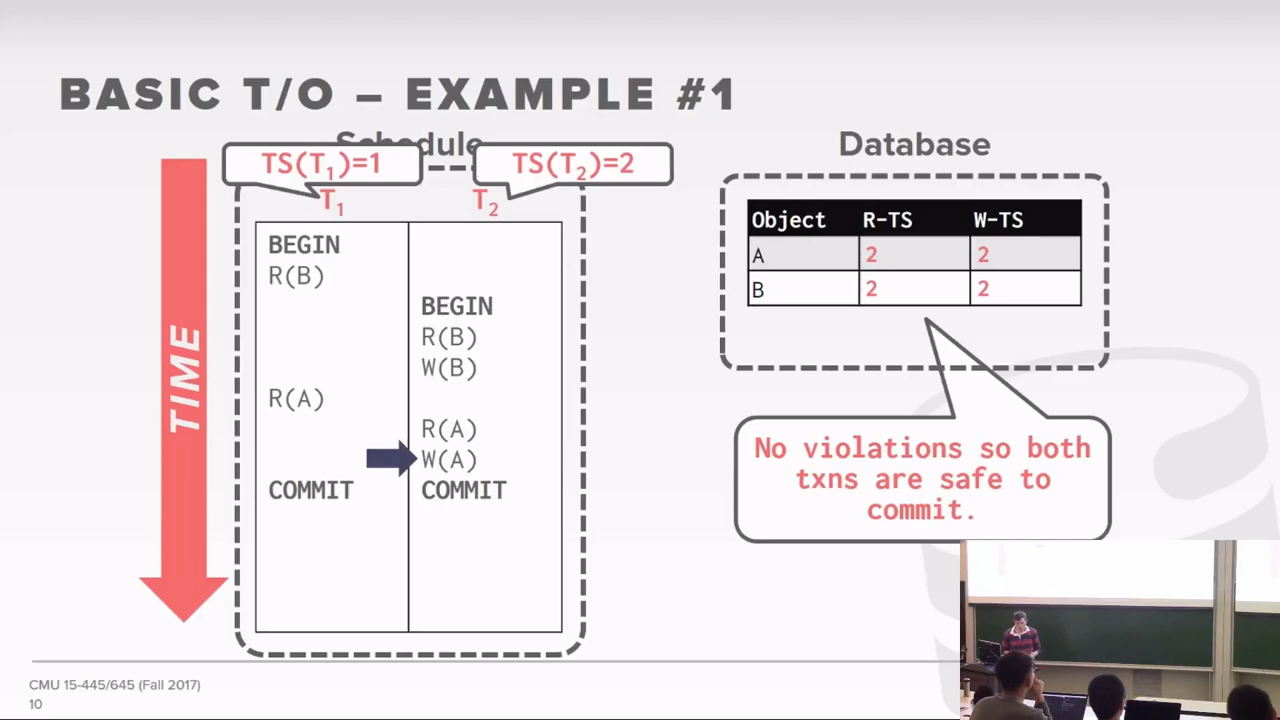 BASIC T/O – EXAMPLE #1
Schedule
Database
TS(T1)=1
TS(T2)=2
T1
T2
TIME
BEGIN
R(B)
BEGIN
R(B)
W(B)
R(A)
R(A)
W(A)
COMMIT
COMMIT
Object R-TS W-TS
A 2 2
B 2 2
No violations so both
txns are safe to
commit.
CMU 15-445/645 (Fall 2017)
10